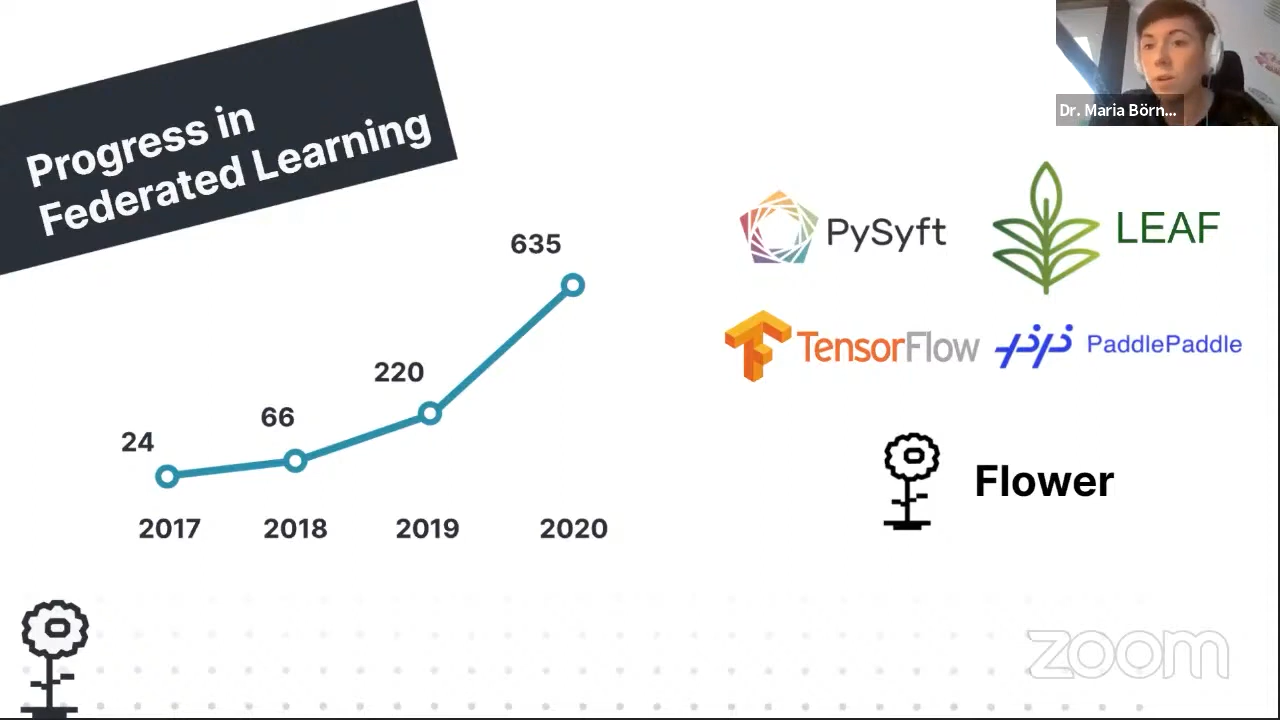 Progress in
Federated Learning
Dr. Maria Börn...
PySyft
LEAF
TensorFlow
PaddlePaddle
Flower
635
220
66
24
2017 2018 2019 2020
zoom